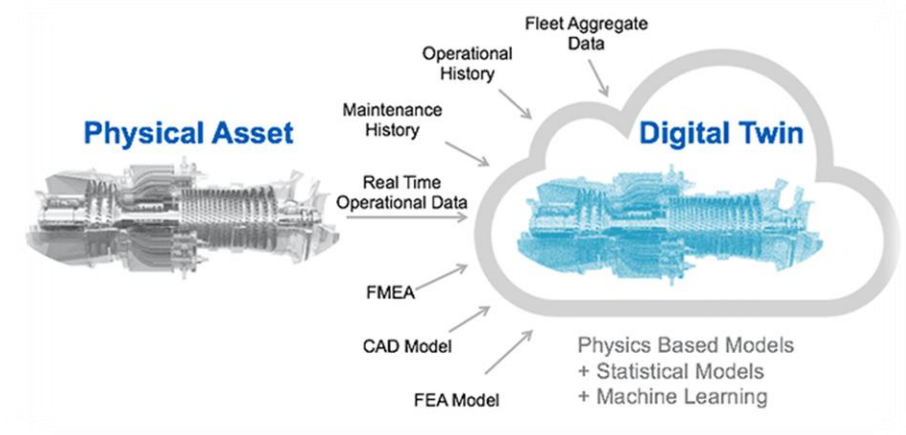 Fleet Aggregate
Data
Operational
History
Maintenance
History
Physical Asset
Digital Twin
Real Time
Operational Data
FMEA
CAD Model
FEA Model
Physics Based Models
+ Statistical Models
+ Machine Learning